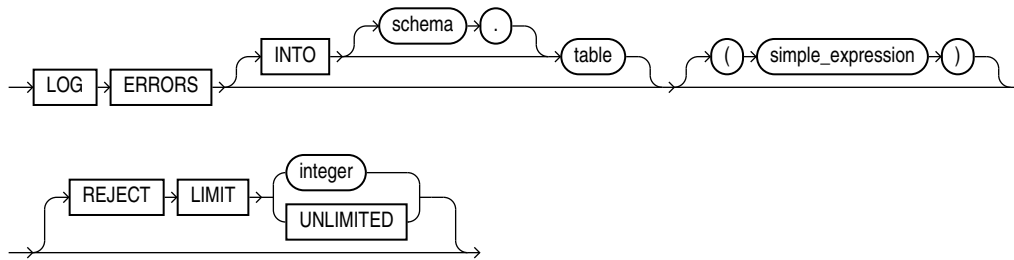 schema .
INTO table ( simple_expression )
LOG ERRORS
integer
REJECT LIMIT
UNLIMITED